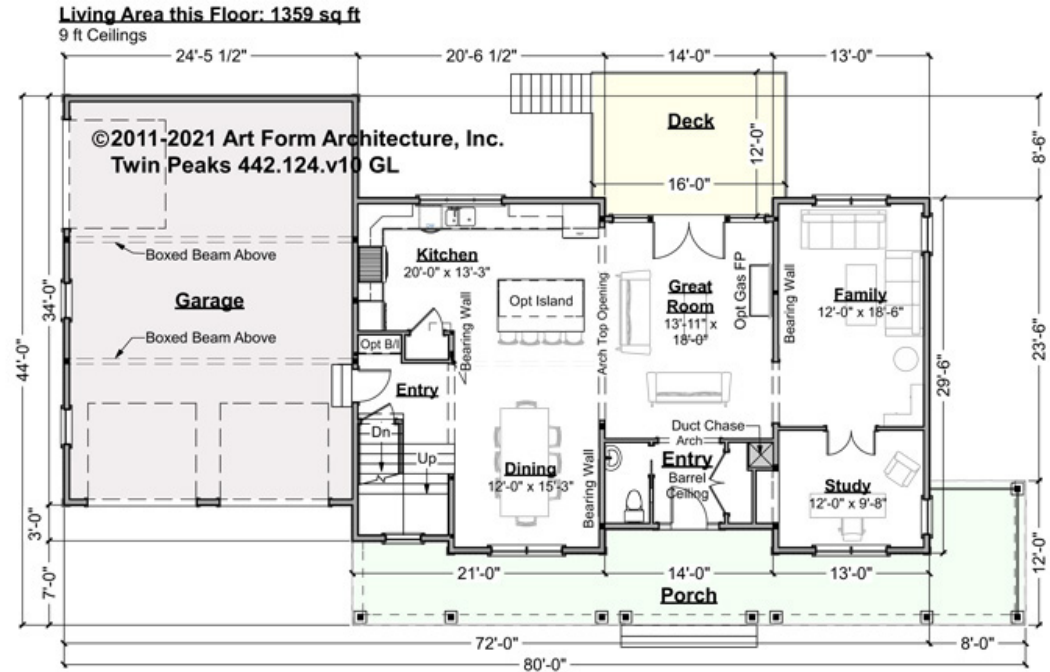 Living Area this Floor: 1359 sq ft
9 ft Ceilings
24'-5 1/2"
20'-6 1/2"
14'-0"
13'-0"
©2011-2021 Art Form Architecture, Inc.
Twin Peaks 442.124.v10 GL
Deck
12'-0"
16'-0"
8'-6"
Boxed Beam Above
Garage
Boxed Beam Above
34'-0"
44'-0"
3'-0"
7'-0"
Kitchen
20'-0" x 13'-3"
Opt Island
Bearing Wall
Opt B/I
Entry
Dn
Up
Dining
12'-0" x 15'-3"
Bearing Wall
Arch Top Opening
Great
Room
13'-11" x
18'-0"
Opt Gas FP
Bearing Wall
Family
12'-0" x 18'-6"
23'-6"
29'-6"
Duct Chase
Arch
Entry
Barrel
Ceiling
Study
12'-0" x 9'-8"
12'-0"
21'-0"
14'-0"
13'-0"
Porch
72'-0"
8'-0"
80'-0"